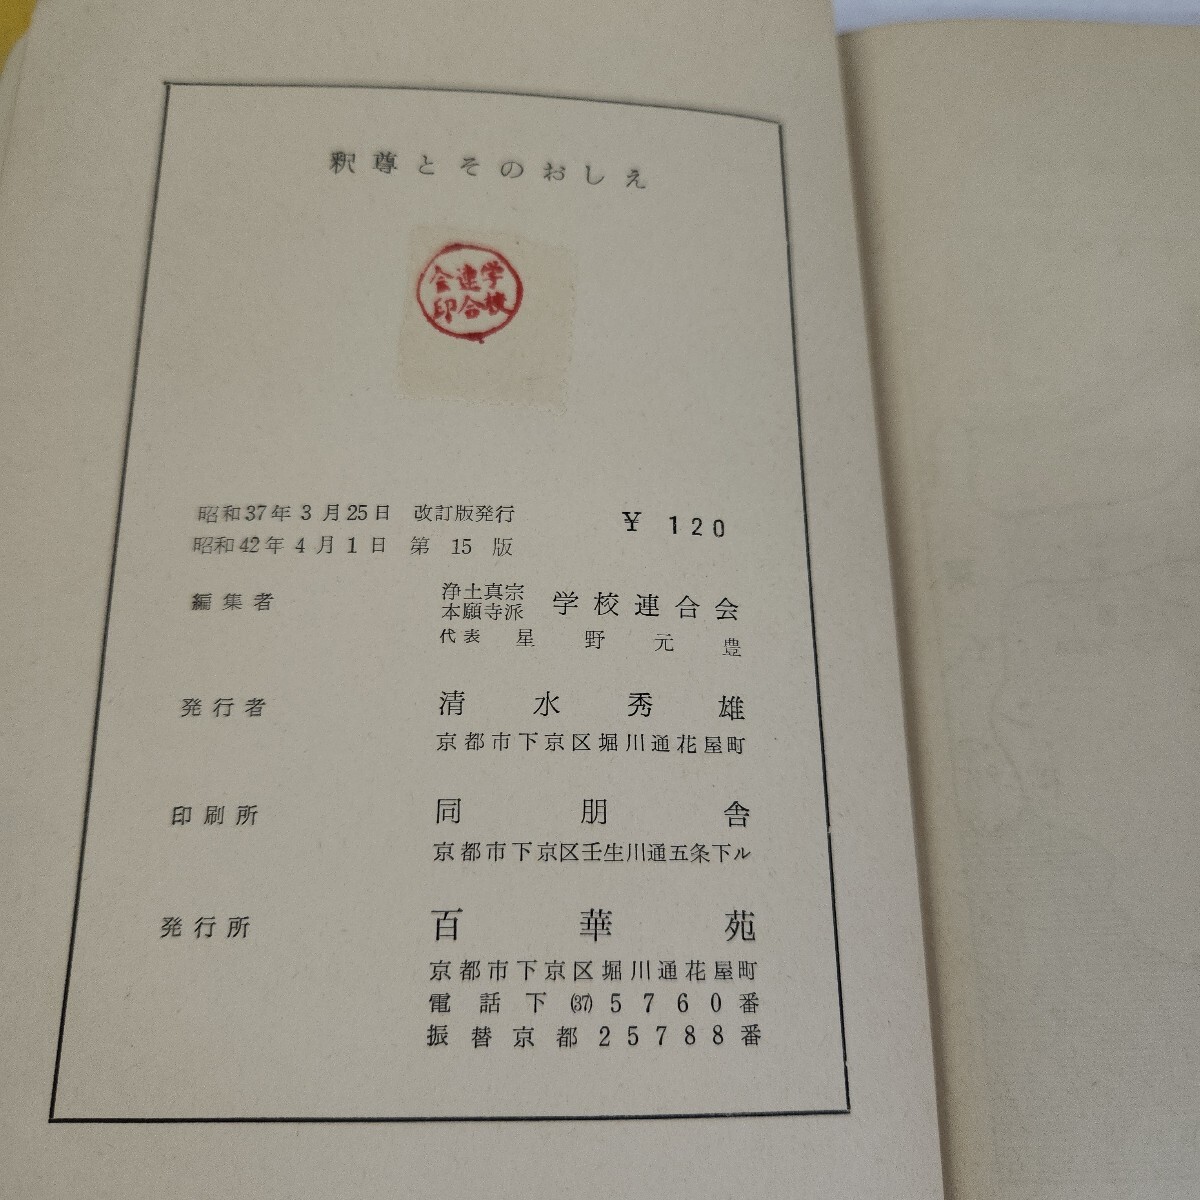 釈尊とそのおしえ
学校
連合
会印
昭和37年3月25日 改訂版発行
昭和42年4月1日 第15版
¥ 120
編集者 浄土真宗本願寺派 学校連合会
代表 星野元豊
発行者 清水秀雄
京都市下京区堀川通花屋町
印刷所 同朋舎
京都市下京区壬生川通五条下ル
発行所 百華苑
京都市下京区堀川通花屋町
電話下(37)5760番
振替京都25788番